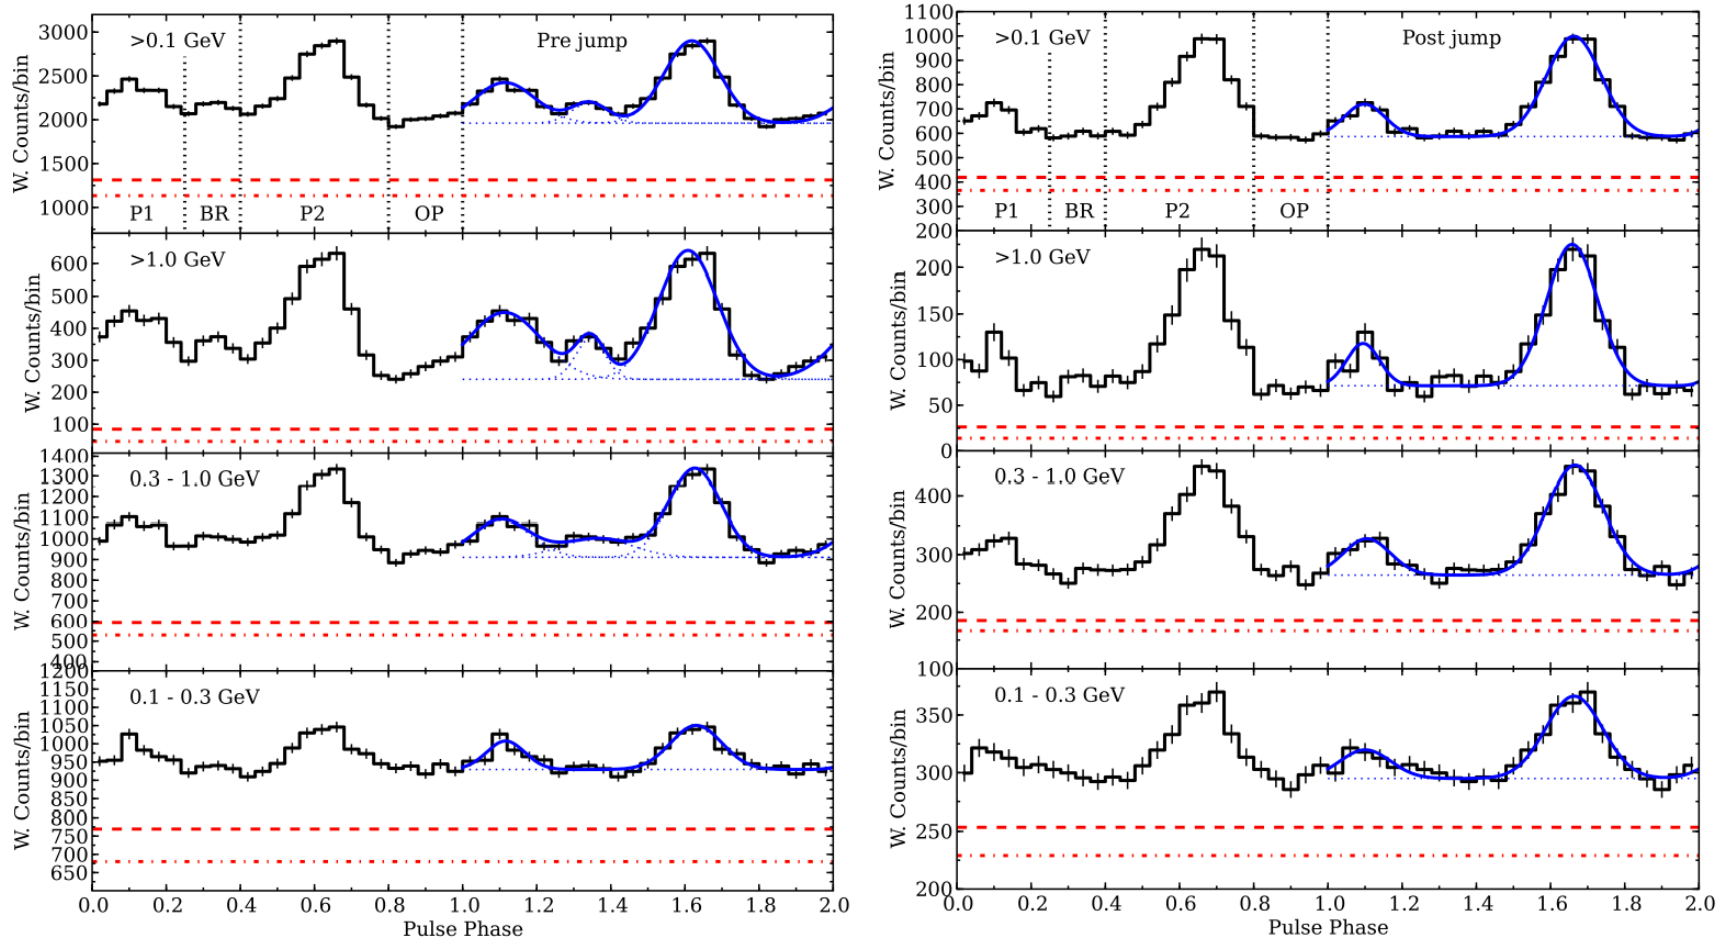 >0.1 GeV
Pre jump
3000
2500
2000
1500
1000
W. Counts/bin
P1
BR
P2
OP
>1.0 GeV
600
500
400
300
200
100
W. Counts/bin
0.3 - 1.0 GeV
1400
1300
1200
1100
1000
900
800
700
600
500
400
W. Counts/bin
0.1 - 0.3 GeV
1200
1150
1100
1050
1000
950
900
850
800
750
700
650
W. Counts/bin
0.0 0.2 0.4 0.6 0.8 1.0 1.2 1.4 1.6 1.8 2.0
Pulse Phase
>0.1 GeV
Post jump
1100
1000
900
800
700
600
500
400
300
200
W. Counts/bin
P1
BR
P2
OP
>1.0 GeV
200
150
100
50
0
W. Counts/bin
0.3 - 1.0 GeV
400
300
200
100
W. Counts/bin
0.1 - 0.3 GeV
350
300
250
200
W. Counts/bin
0.0 0.2 0.4 0.6 0.8 1.0 1.2 1.4 1.6 1.8 2.0
Pulse Phase